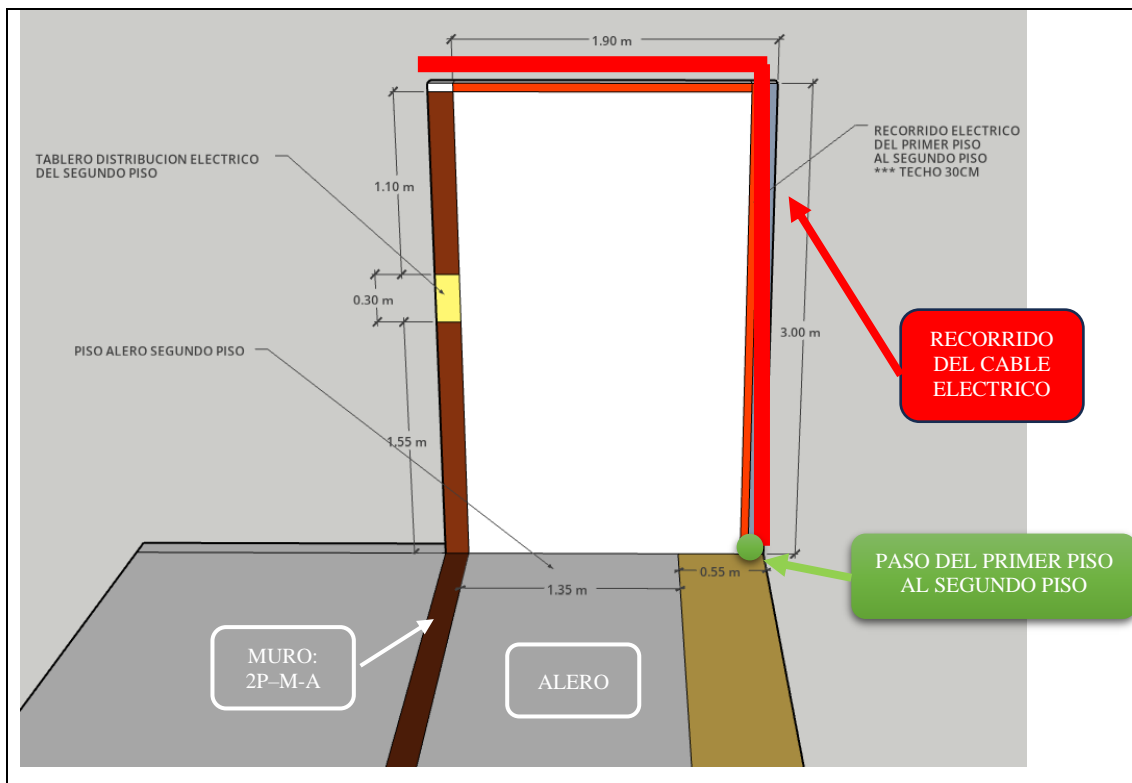 1.90 m
TABLERO DISTRIBUCION ELECTRICO
DEL SEGUNDO PISO
1.10 m
RECORRIDO ELECTRICO
DEL PRIMER PISO
AL SEGUNDO PISO
*** TECHO 30CM
0.30 m
3.00 m
RECORRIDO
DEL CABLE
ELECTRICO
PISO ALERO SEGUNDO PISO
1.55 m
PASO DEL PRIMER PISO
AL SEGUNDO PISO
0.55 m
1.35 m
MURO:
2P–M-A
ALERO